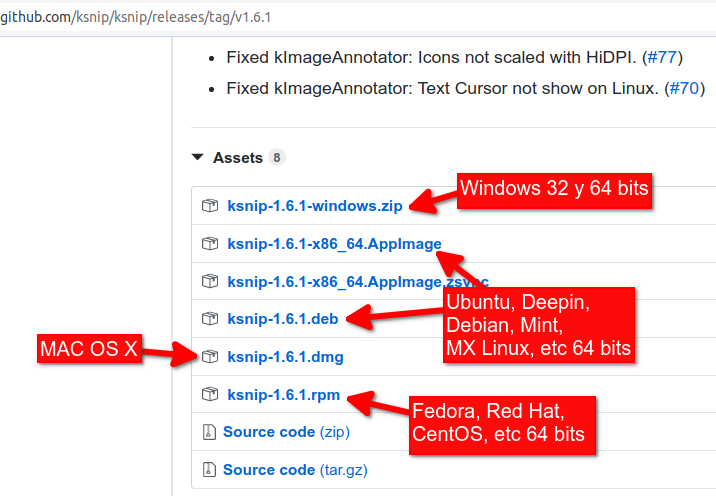 github.com/ksnip/ksnip/releases/tag/v1.6.1
• Fixed kImageAnnotator: Icons not scaled with HiDPI. (#77)
• Fixed kImageAnnotator: Text Cursor not show on Linux. (#70)
Assets 8
Windows 32 y 64 bits
ksnip-1.6.1-windows.zip
ksnip-1.6.1-x86_64.AppImage
ksnip-1.6.1-x86_64.AppImage.zsync
Ubuntu, Deepin,
Debian, Mint,
MX Linux, etc 64 bits
ksnip-1.6.1.deb
MAC OS X
ksnip-1.6.1.dmg
ksnip-1.6.1.rpm
Fedora, Red Hat,
CentOS, etc 64 bits
Source code (zip)
Source code (tar.gz)